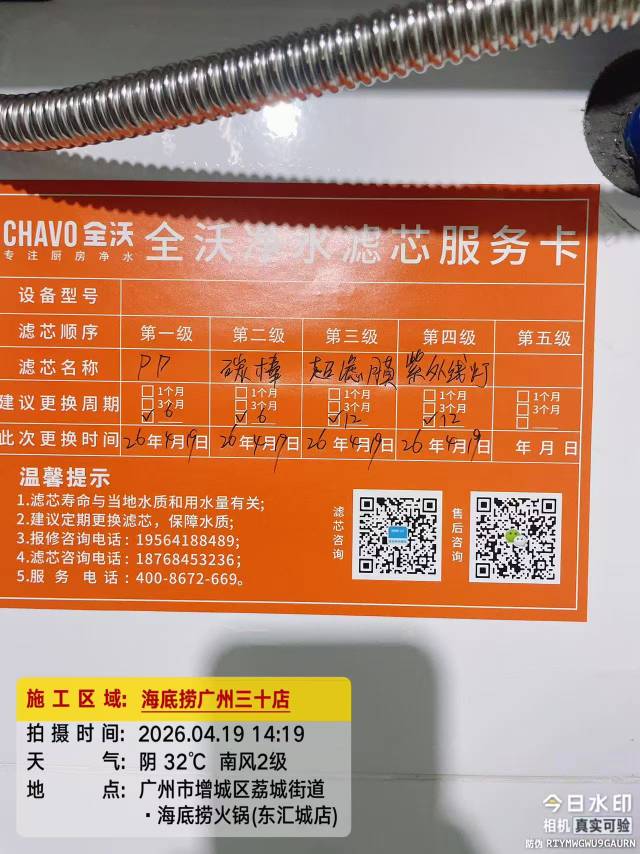 CHAVO 全沃
专注厨房净水
全沃净水滤芯服务卡
设备型号
滤芯顺序 第一级 第二级 第三级 第四级 第五级
滤芯名称 PP 碳棒 超滤膜 紫外线灯
建议更换周期
1个月 1个月 1个月 1个月 1个月
3个月 3个月 3个月 3个月 3个月
✓ 6 ✓ 6 ✓ 12 ✓ 12
此次更换时间 26年4月19日 26年4月19日 26年4月19日 26年4月19日 年月日
温馨提示
1.滤芯寿命与当地水质和用水量有关;
2.建议定期更换滤芯，保障水质;
3.报修咨询电话:19564188489;
4.滤芯咨询电话:18768453236;
5.服务电话:400-8672-669。
滤芯咨询
售后咨询
施工区域: 海底捞广州三十店
拍摄时间: 2026.04.19 14:19
天气: 阴 32℃ 南风2级
地点: 广州市增城区荔城街道
·海底捞火锅(东汇城店)
今日水印
相机 真实可验
防伪 RTYMWGWU9GAURN